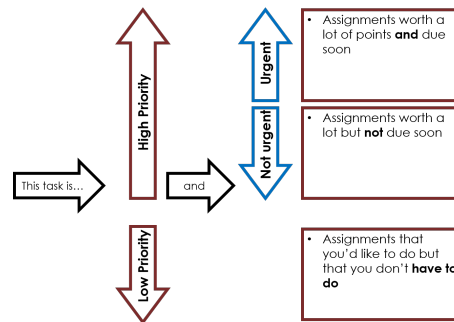 This task is…
High Priority
Low Priority
and
Urgent
Not urgent
• Assignments worth a
lot of points and due
soon
• Assignments worth a
lot but not due soon
• Assignments that
you’d like to do but
that you don’t have to
do